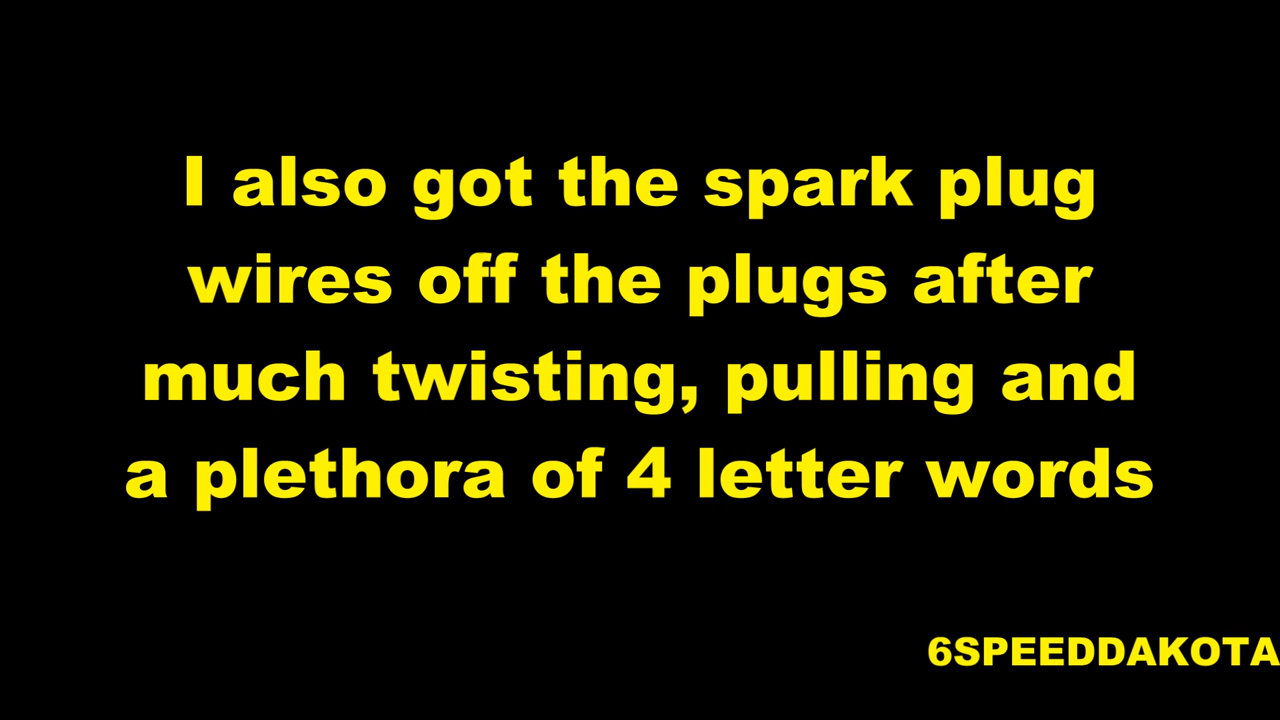 I also got the spark plug
wires off the plugs after
much twisting, pulling and
a plethora of 4 letter words
6SPEEDDAKOTA